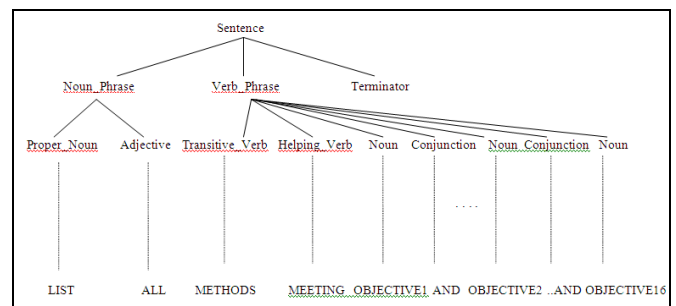 Sentence
Noun_Phrase Verb_Phrase Terminator
Proper_Noun Adjective Transitive_Verb Helping_Verb Noun Conjunction Noun Conjunction Noun
. . . .
LIST ALL METHODS MEETING OBJECTIVE1 AND OBJECTIVE2 ..AND OBJECTIVE16